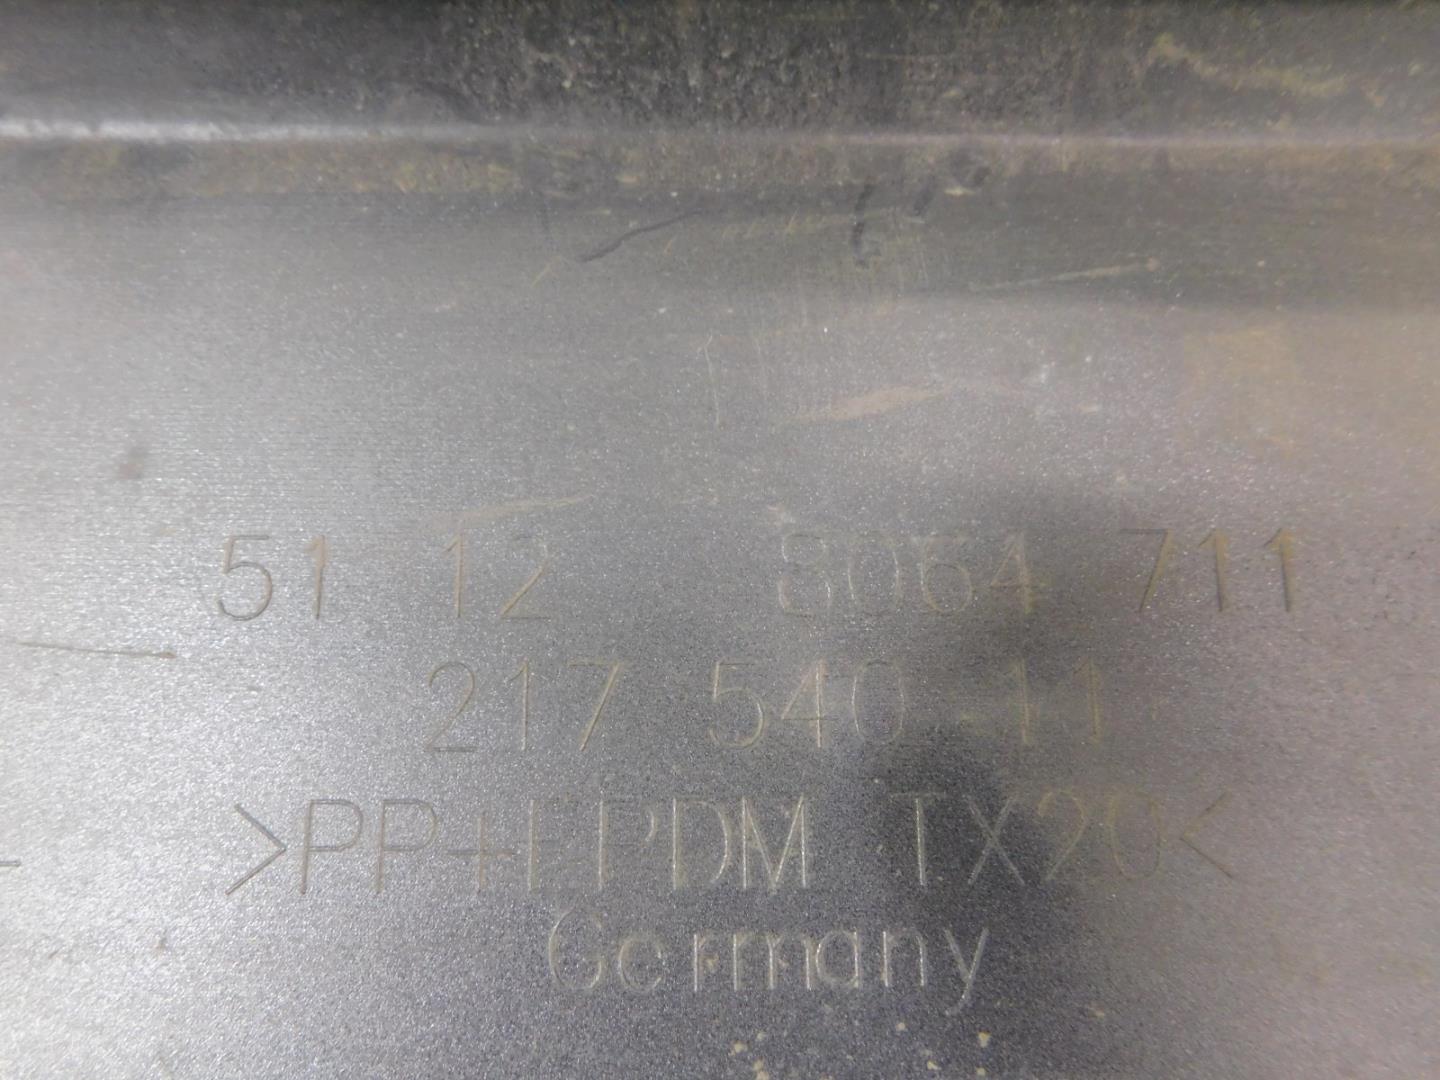 51 12 8064 711
217 540-11
>PP+EPDM TX20<
Germany